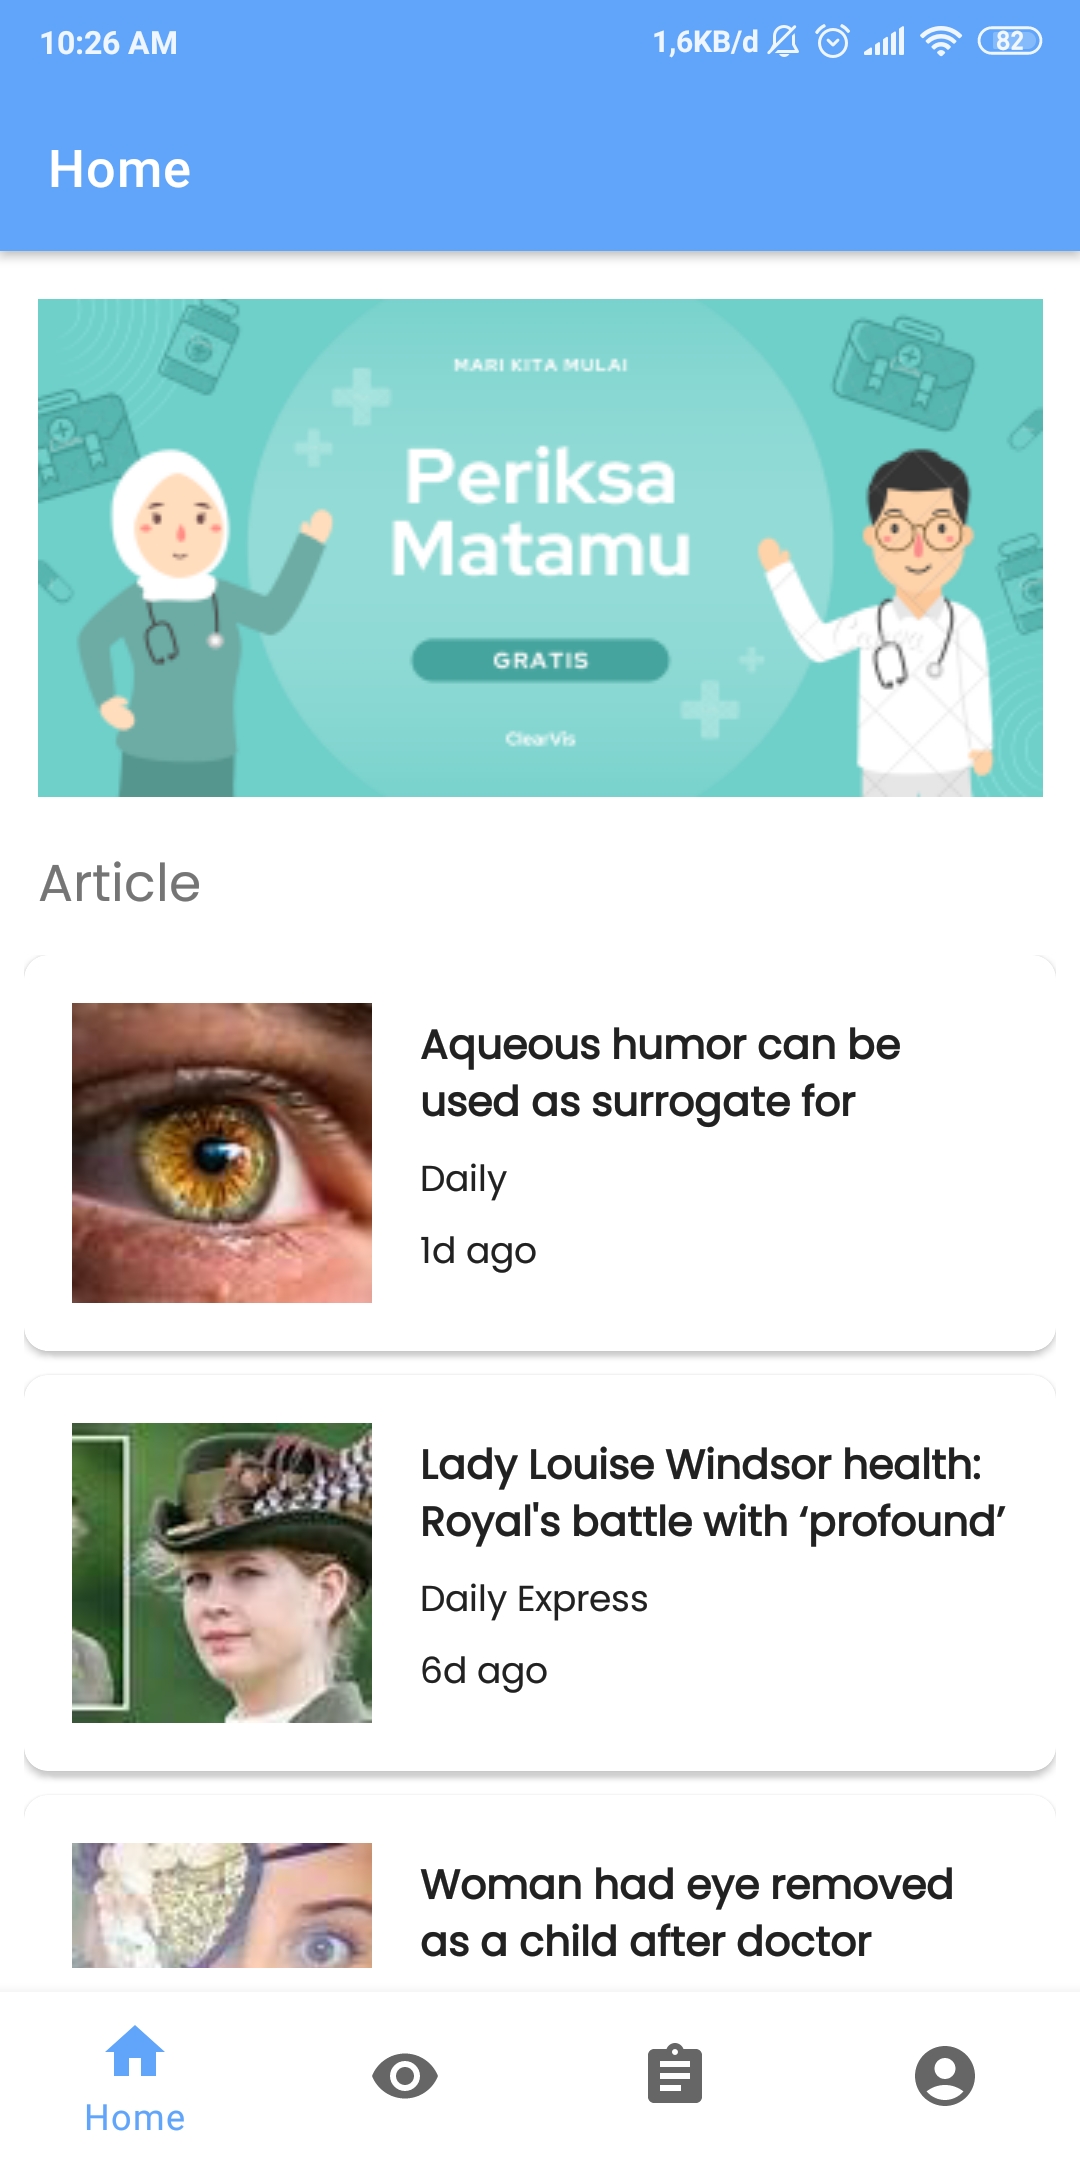 10:26 AM
1,6KB/d
82
Home
MARI KITA MULAI
Periksa
Matamu
GRATIS
ClearVis
Article
Aqueous humor can be
used as surrogate for
Daily
1d ago
Lady Louise Windsor health:
Royal's battle with ‘profound’
Daily Express
6d ago
Woman had eye removed
as a child after doctor
Home